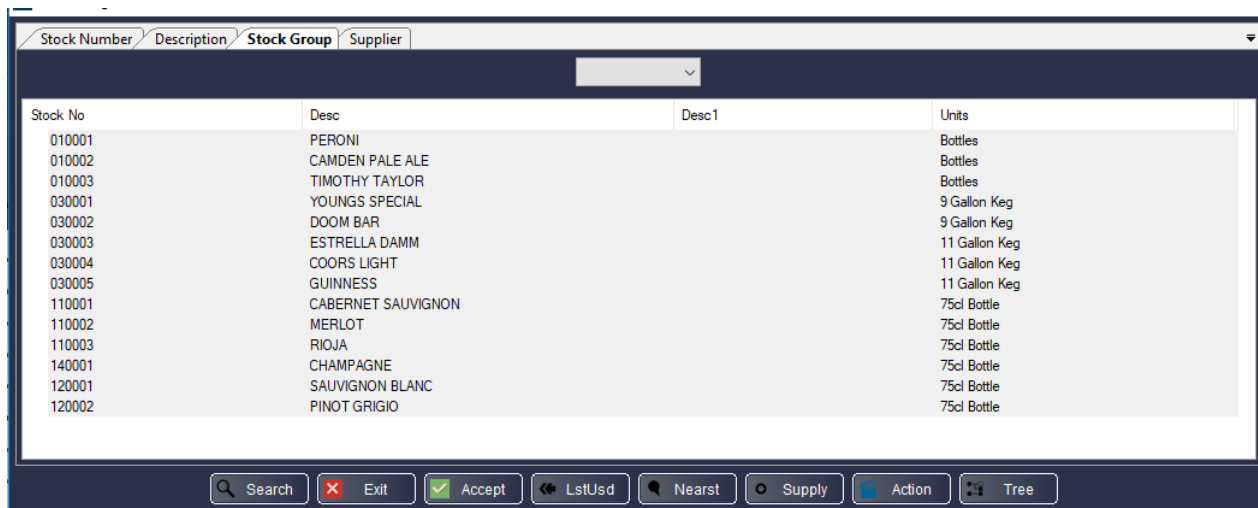 Stock Number Description Stock Group Supplier
Stock No Desc Desc1 Units
010001 PERONI Bottles
010002 CAMDEN PALE ALE Bottles
010003 TIMOTHY TAYLOR Bottles
030001 YOUNGS SPECIAL 9 Gallon Keg
030002 DOOM BAR 9 Gallon Keg
030003 ESTRELLA DAMM 11 Gallon Keg
030004 COORS LIGHT 11 Gallon Keg
030005 GUINNESS 11 Gallon Keg
110001 CABERNET SAUVIGNON 75cl Bottle
110002 MERLOT 75cl Bottle
110003 RIOJA 75cl Bottle
140001 CHAMPAGNE 75cl Bottle
120001 SAUVIGNON BLANC 75cl Bottle
120002 PINOT GRIGIO 75cl Bottle
Search Exit Accept LstUsd Nearst Supply Action Tree